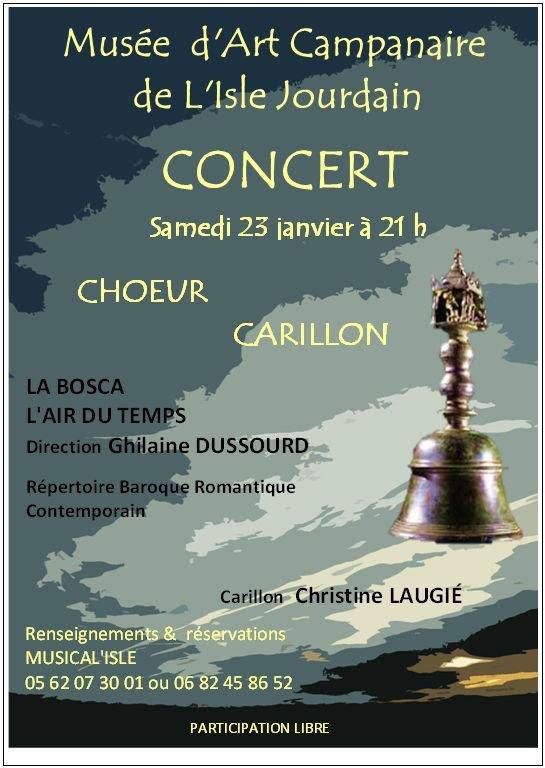 Musée d'Art Campanaire
de L'Isle Jourdain
CONCERT
Samedi 23 janvier à 21 h
CHOEUR
CARILLON
LA BOSCA
L'AIR DU TEMPS
Direction Ghilaine DUSSOURD
Répertoire Baroque Romantique
Contemporain
Carillon Christine LAUGIÉ
Renseignements & réservations
MUSICAL'ISLE
05 62 07 30 01 ou 06 82 45 86 52
PARTICIPATION LIBRE